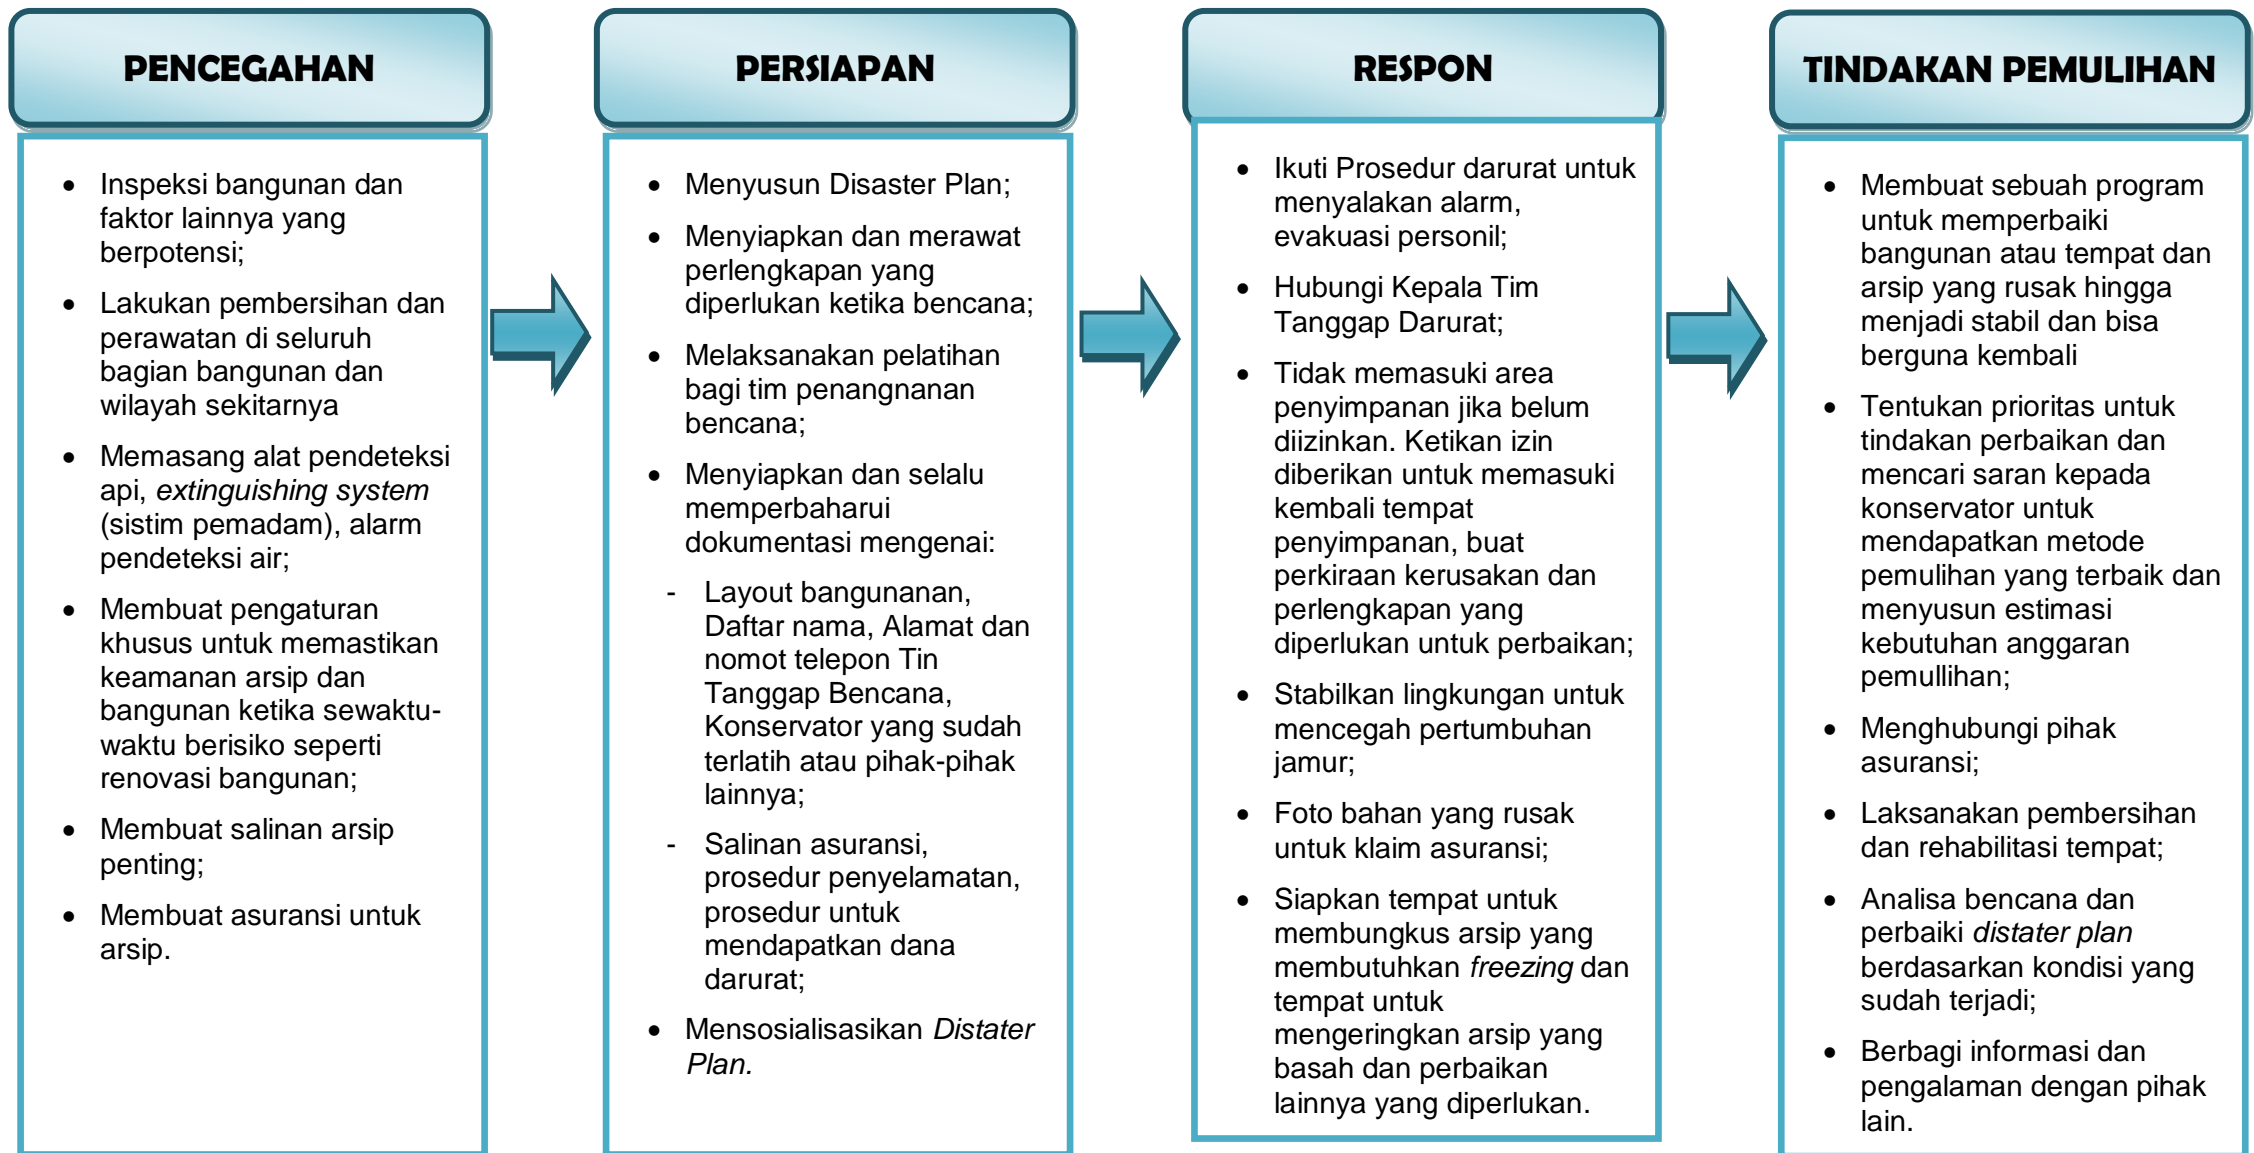 PENCEGAHAN
• Inspeksi bangunan dan
faktor lainnya yang
berpotensi;
• Lakukan pembersihan dan
perawatan di seluruh
bagian bangunan dan
wilayah sekitarnya
• Memasang alat pendeteksi
api, extinguishing system
(sistim pemadam), alarm
pendeteksi air;
• Membuat pengaturan
khusus untuk memastikan
keamanan arsip dan
bangunan ketika sewaktu-
waktu berisiko seperti
renovasi bangunan;
• Membuat salinan arsip
penting;
• Membuat asuransi untuk
arsip.
PERSIAPAN
• Menyusun Disaster Plan;
• Menyiapkan dan merawat
perlengkapan yang
diperlukan ketika bencana;
• Melaksanakan pelatihan
bagi tim penangnanan
bencana;
• Menyiapkan dan selalu
memperbaharui
dokumentasi mengenai:
- Layout bangunanan,
Daftar nama, Alamat dan
nomot telepon Tin
Tanggap Bencana,
Konservator yang sudah
terlatih atau pihak-pihak
lainnya;
- Salinan asuransi,
prosedur penyelamatan,
prosedur untuk
mendapatkan dana
darurat;
• Mensosialisasikan Distater
Plan.
RESPON
• Ikuti Prosedur darurat untuk
menyalakan alarm,
evakuasi personil;
• Hubungi Kepala Tim
Tanggap Darurat;
• Tidak memasuki area
penyimpanan jika belum
diizinkan. Ketikan izin
diberikan untuk memasuki
kembali tempat
penyimpanan, buat
perkiraan kerusakan dan
perlengkapan yang
diperlukan untuk perbaikan;
• Stabilkan lingkungan untuk
mencegah pertumbuhan
jamur;
• Foto bahan yang rusak
untuk klaim asuransi;
• Siapkan tempat untuk
membungkus arsip yang
membutuhkan freezing dan
tempat untuk
mengeringkan arsip yang
basah dan perbaikan
lainnya yang diperlukan.
TINDAKAN PEMULIHAN
• Membuat sebuah program
untuk memperbaiki
bangunan atau tempat dan
arsip yang rusak hingga
menjadi stabil dan bisa
berguna kembali
• Tentukan prioritas untuk
tindakan perbaikan dan
mencari saran kepada
konservator untuk
mendapatkan metode
pemulihan yang terbaik dan
menyusun estimasi
kebutuhan anggaran
pemullihan;
• Menghubungi pihak
asuransi;
• Laksanakan pembersihan
dan rehabilitasi tempat;
• Analisa bencana dan
perbaiki distater plan
berdasarkan kondisi yang
sudah terjadi;
• Berbagi informasi dan
pengalaman dengan pihak
lain.